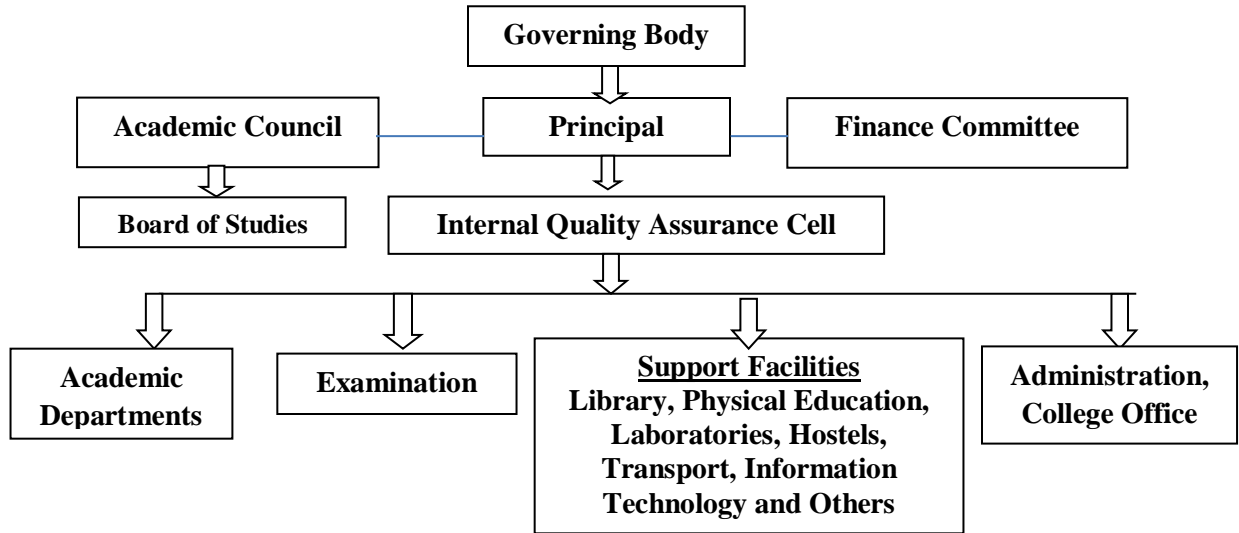 Governing Body
Academic Council
Principal
Finance Committee
Board of Studies
Internal Quality Assurance Cell
Academic
Departments
Examination
Support Facilities
Library, Physical Education,
Laboratories, Hostels,
Transport, Information
Technology and Others
Administration,
College Office